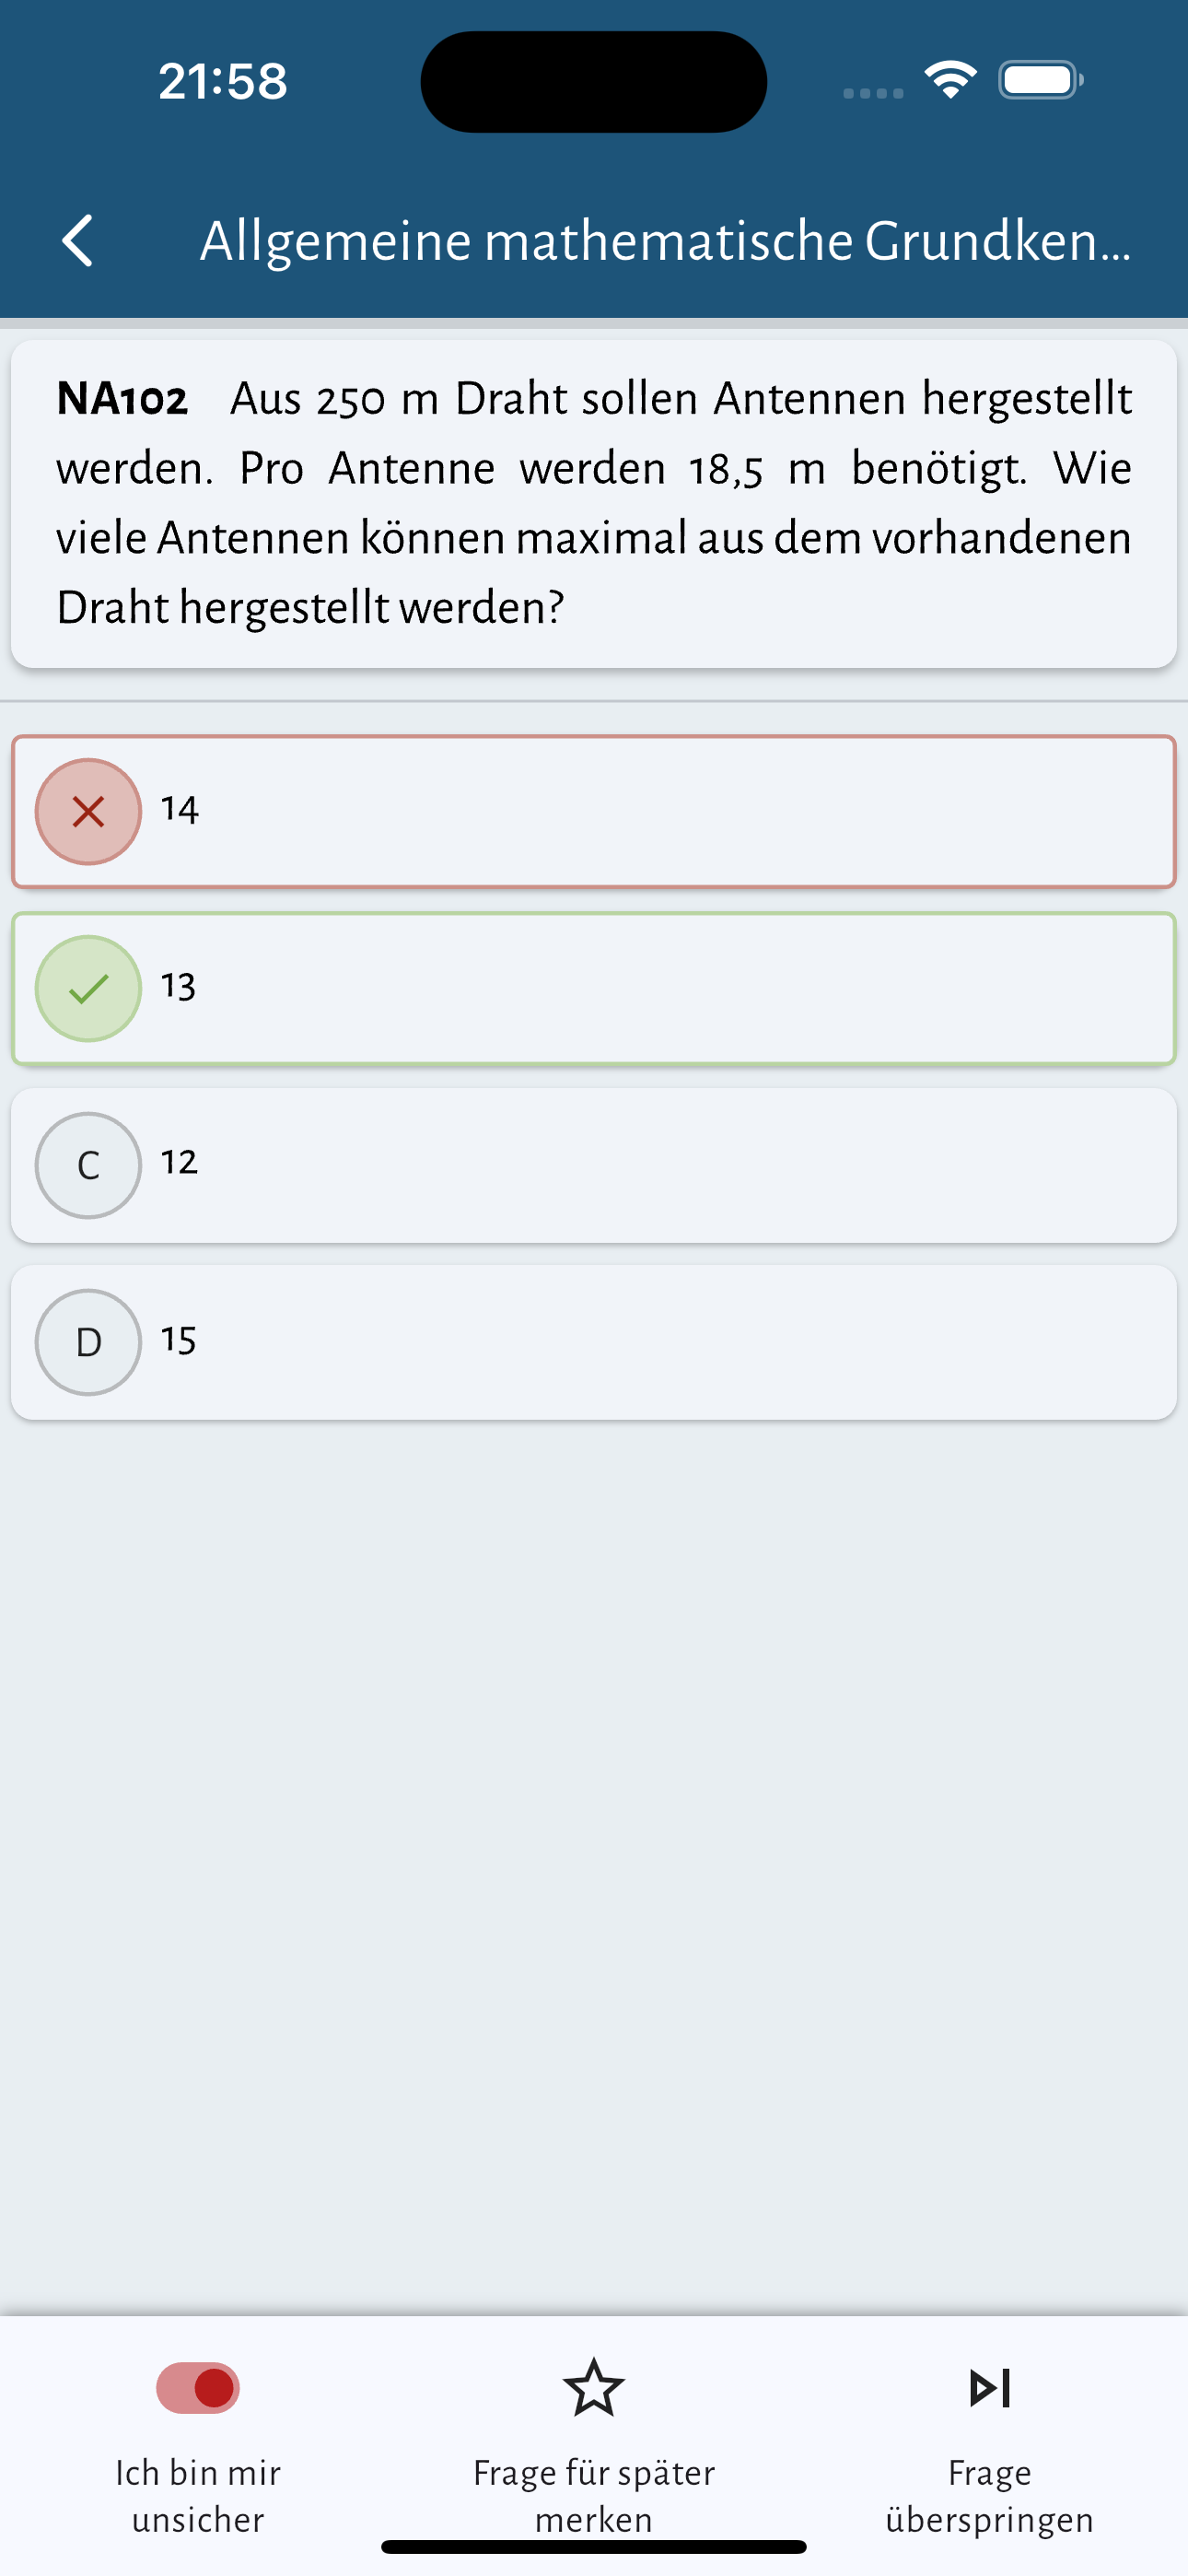 21:58
Allgemeine mathematische Grundken...
NA102 Aus 250 m Draht sollen Antennen hergestellt
werden. Pro Antenne werden 18,5 m benötigt. Wie
viele Antennen können maximal aus dem vorhandenen
Draht hergestellt werden?
14
13
C 12
D 15
Ich bin mir
unsicher
Frage für später
merken
Frage
überspringen